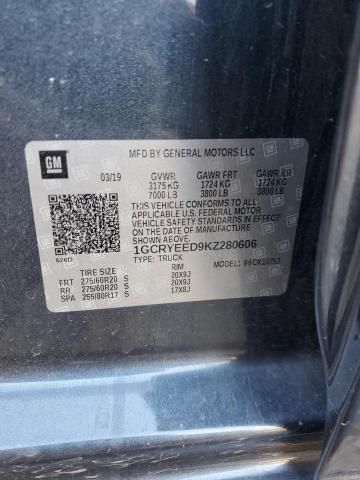 GM
MFD BY GENERAL MOTORS LLC
03/19 GVWR GAWR FRT GAWR RR
3175 KG 1724 KG 1724 KG
7000 LB 3800 LB 3800 LB
THIS VEHICLE CONFORMS TO ALL APPLICABLE
U.S. FEDERAL MOTOR VEHICLE SAFETY
STANDARDS IN EFFECT ON THE DATE OF
MANUFACTURE SHOWN ABOVE.
1GCRYEED9KZ280606
TYPE: TRUCK
TIRE SIZE RIM
FRT 275/60R20 S 20X9J
RR 275/60R20 S 20X9J
SPA 255/80R17 S 17X8J